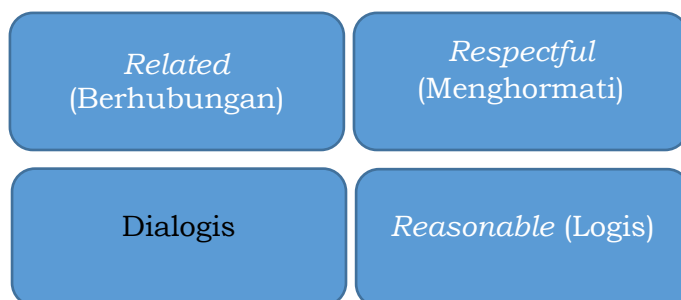 Related
(Berhubungan)
Respectful
(Menghormati)
Dialogis
Reasonable (Logis)